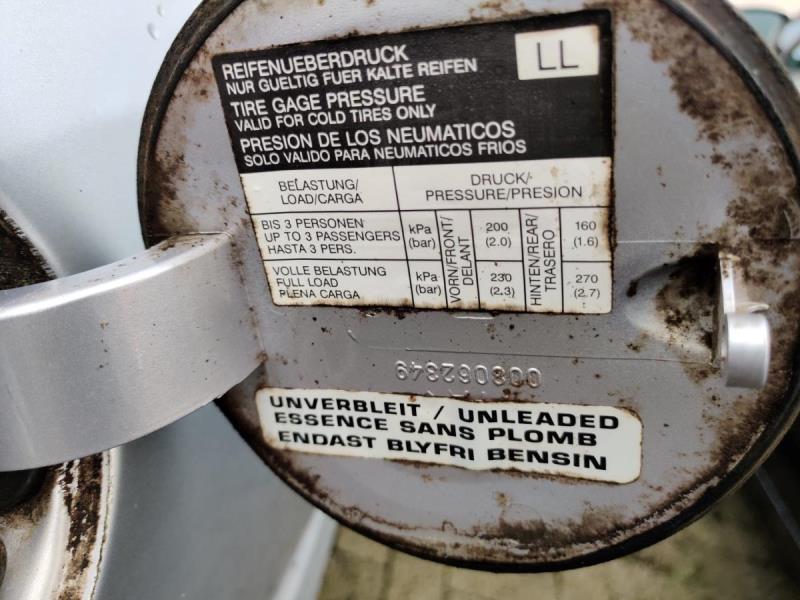 REIFENUEBERDRUCK
NUR GUELTIG FUER KALTE REIFEN
LL
TIRE GAGE PRESSURE
VALID FOR COLD TIRES ONLY
PRESION DE LOS NEUMATICOS
SOLO VALIDO PARA NEUMATICOS FRIOS
BELASTUNG/
LOAD/CARGA
DRUCK/
PRESSURE/PRESION
BIS 3 PERSONEN
UP TO 3 PASSENGERS
HASTA 3 PERS.
kPa
(bar)
VORN/FRONT/
DELANT
200
(2.0)
HINTEN/REAR/
TRASERO
160
(1.6)
VOLLE BELASTUNG
FULL LOAD
PLENA CARGA
kPa
(bar)
230
(2.3)
270
(2.7)
008062849
UNVERBLEIT / UNLEADED
ESSENCE SANS PLOMB
ENDAST BLYFRI BENSIN